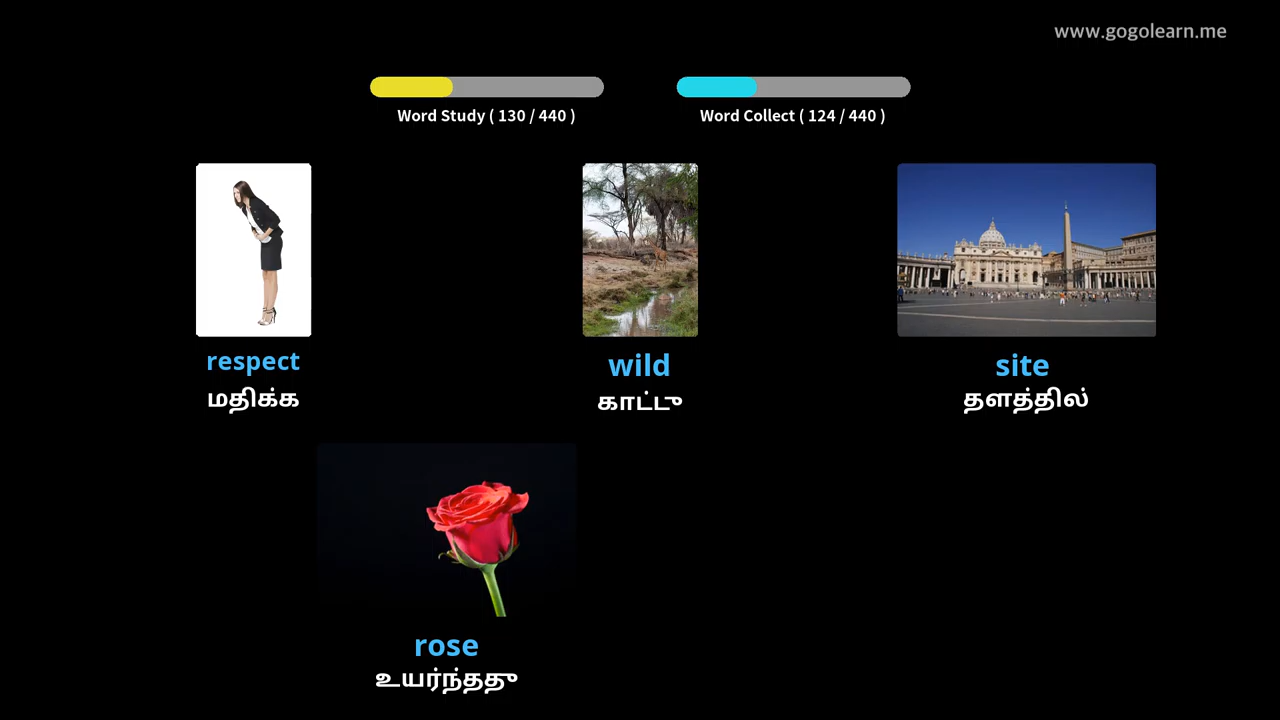 www.gogolearn.me
Word Study ( 130 / 440 )
Word Collect ( 124 / 440 )
respect
மதிக்க
wild
காட்டு
site
தளத்தில்
rose
உயர்ந்தது